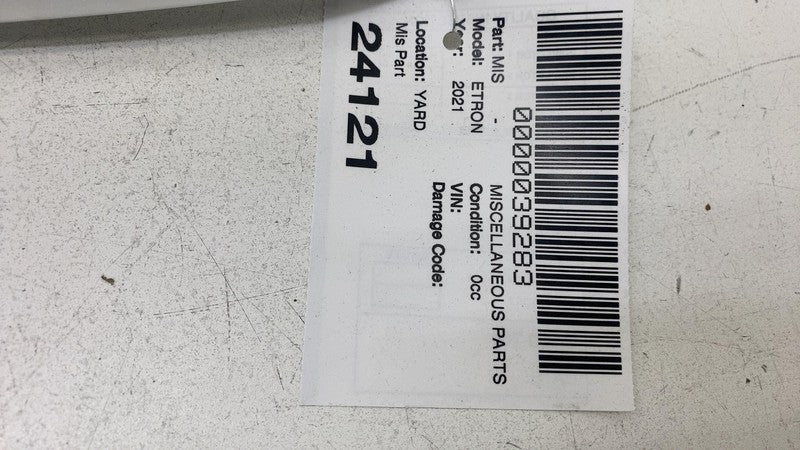 0000039283
Part: MIS - MISCELLANEOUS PARTS
Model: ETRON Condition: 0cc
Year: 2021 VIN:
Damage Code:
Location: YARD
Mis Part
24121